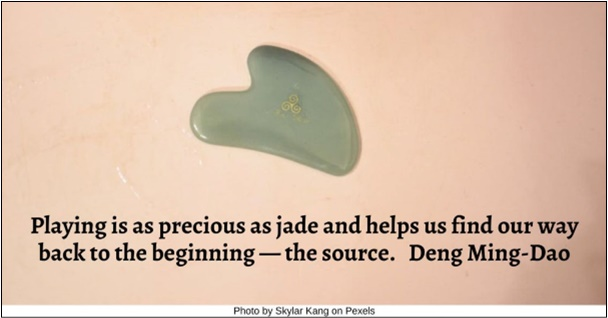 Playing is as precious as jade and helps us find our way
back to the beginning — the source. Deng Ming-Dao
Photo by Skylar Kang on Pexels